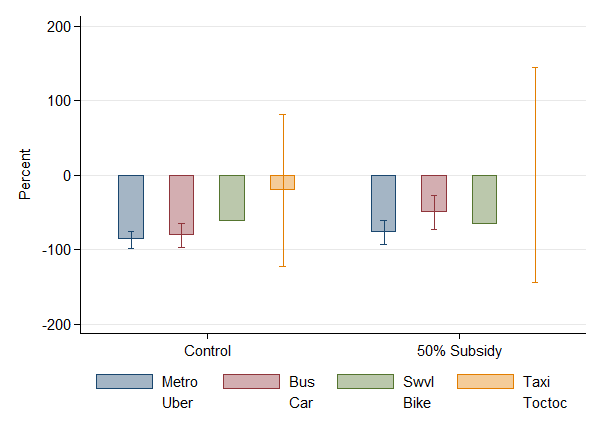 200
100
0
-100
-200
Percent
Control 50% Subsidy
Metro Bus Swvl Taxi
Uber Car Bike Toctoc